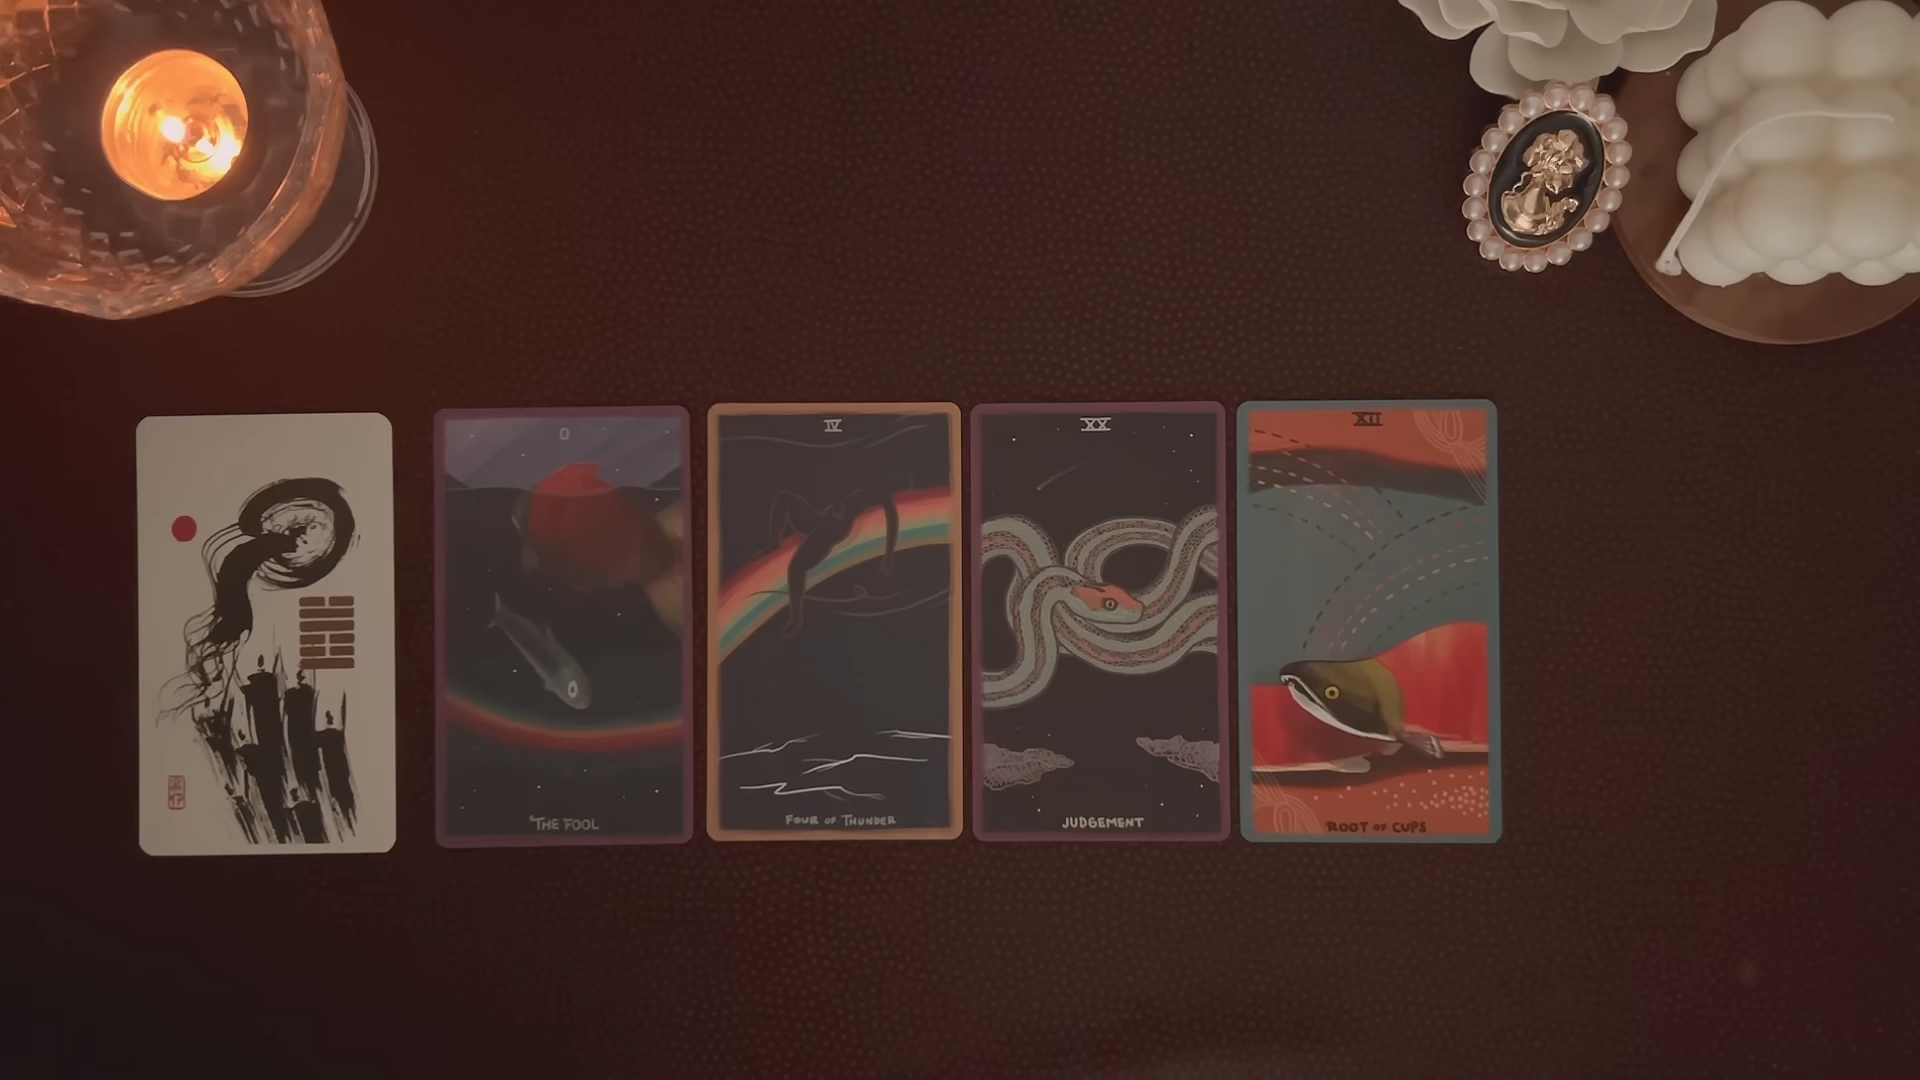 0
THE FOOL
IV
FOUR OF THUNDER
XX
JUDGEMENT
XII
ROOT OF CUPS